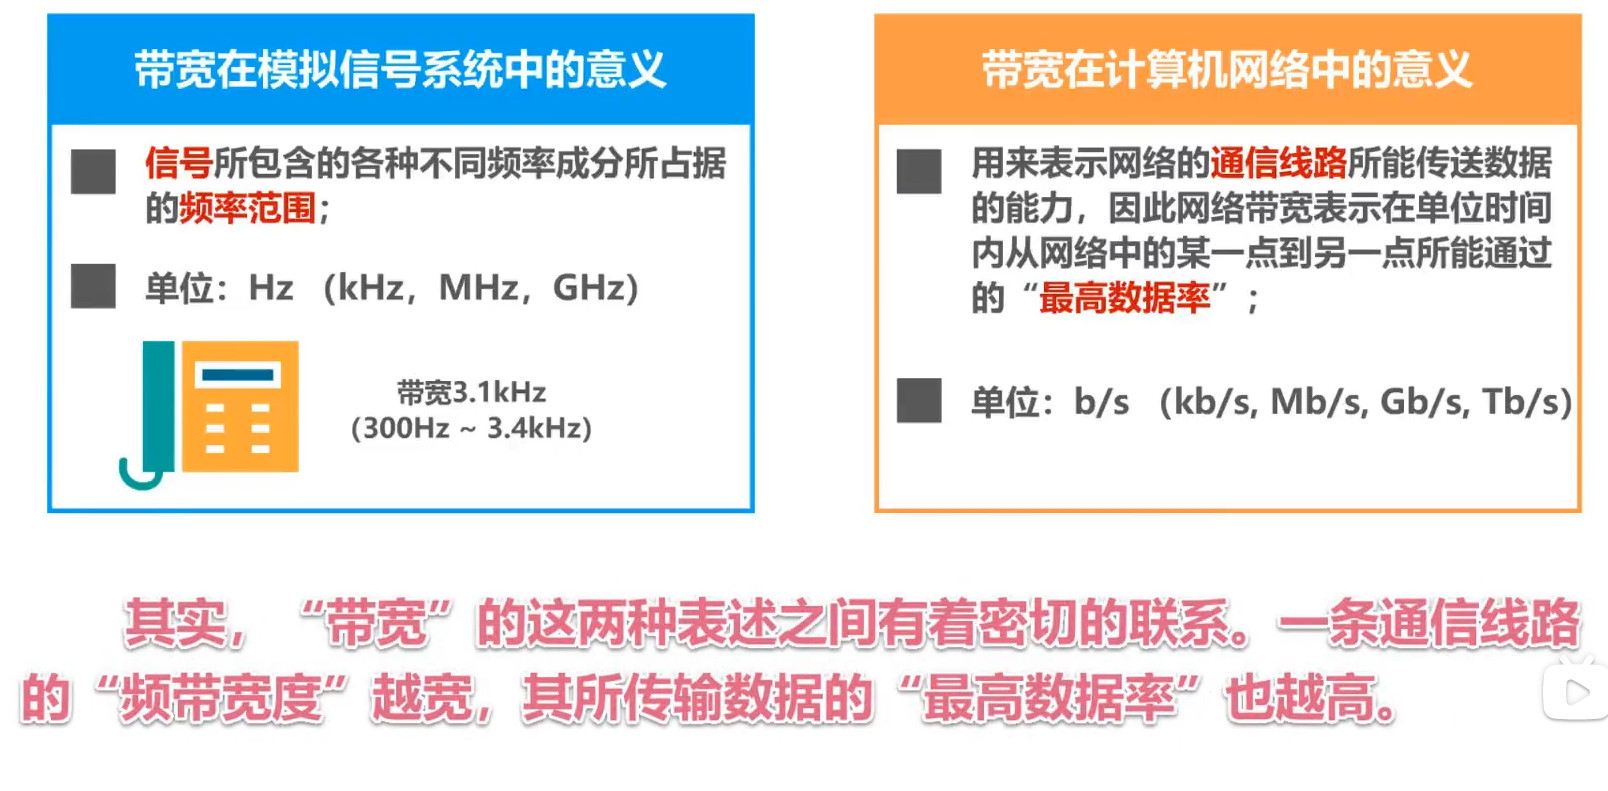 带宽在模拟信号系统中的意义
信号所包含的各种不同频率成分所占据
的频率范围；
单位：Hz （kHz，MHz，GHz）
带宽3.1kHz
(300Hz ~ 3.4kHz)
带宽在计算机网络中的意义
用来表示网络的通信线路所能传送数据
的能力，因此网络带宽表示在单位时间
内从网络中的某一点到另一点所能通过
的“最高数据率”；
单位：b/s （kb/s, Mb/s, Gb/s, Tb/s）
其实，“带宽”的这两种表述之间有着密切的联系。一条通信线路
的“频带宽度”越宽，其所传输数据的“最高数据率”也越高。